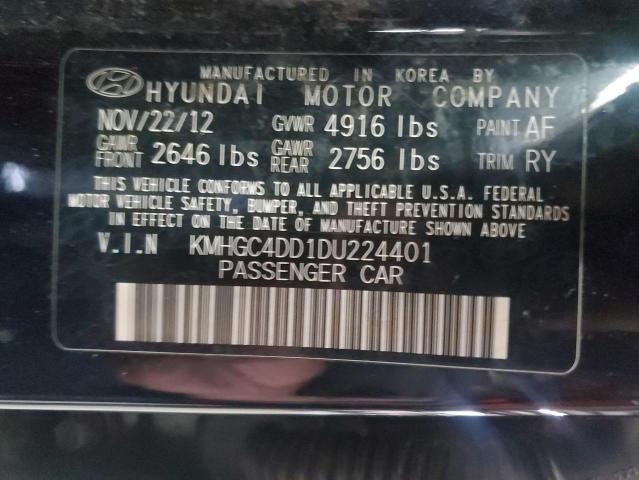 MANUFACTURED IN KOREA BY
HYUNDAI MOTOR COMPANY
NOV/22/12 GVWR 4916 lbs PAINT AF
GAWR FRONT 2646 lbs GAWR REAR 2756 lbs TRIM RY
THIS VEHICLE CONFORMS TO ALL APPLICABLE U.S.A. FEDERAL
MOTOR VEHICLE SAFETY, BUMPER, AND THEFT PREVENTION STANDARDS
IN EFFECT ON THE DATE OF MANUFACTURE SHOWN ABOVE
V.I.N KMHGC4DD1DU224401
PASSENGER CAR